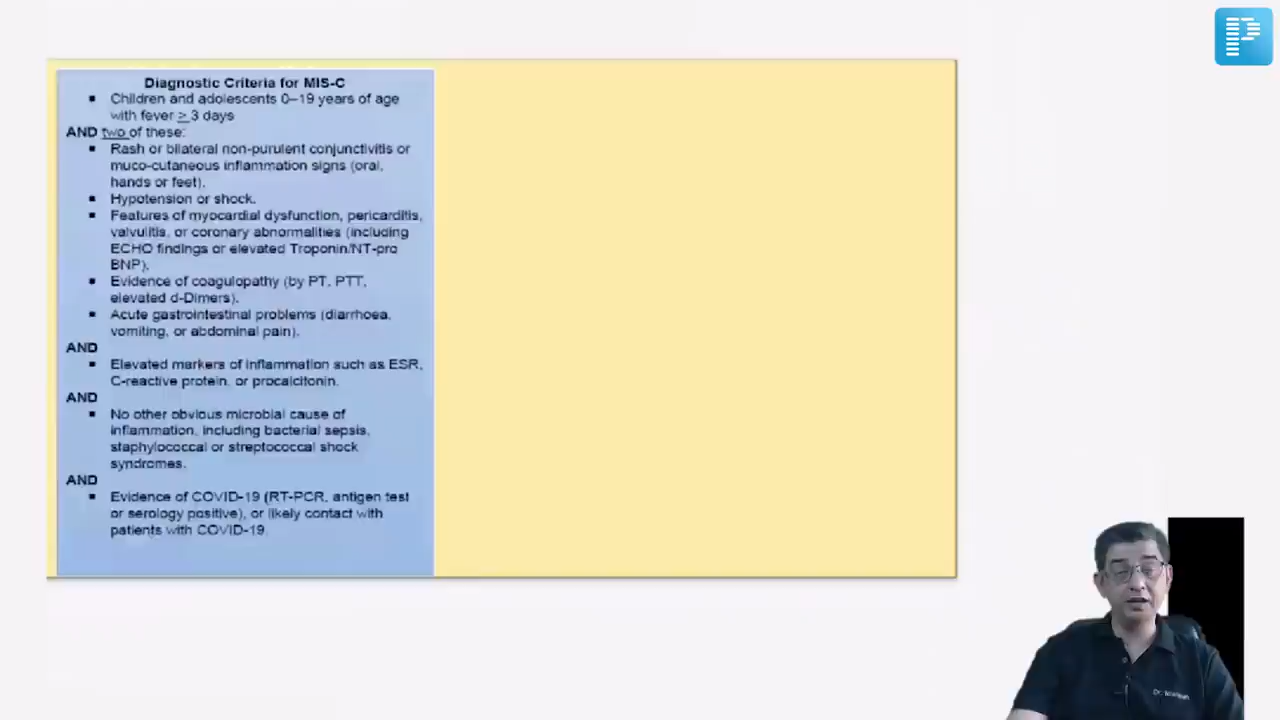 Diagnostic Criteria for MIS-C
▪ Children and adolescents 0–19 years of age
with fever ≥ 3 days
AND two of these:
▪ Rash or bilateral non-purulent conjunctivitis or
muco-cutaneous inflammation signs (oral,
hands or feet).
▪ Hypotension or shock.
▪ Features of myocardial dysfunction, pericarditis,
valvulitis, or coronary abnormalities (including
ECHO findings or elevated Troponin/NT-pro
BNP).
▪ Evidence of coagulopathy (by PT, PTT,
elevated d-Dimers).
▪ Acute gastrointestinal problems (diarrhoea,
vomiting, or abdominal pain).
AND
▪ Elevated markers of inflammation such as ESR,
C-reactive protein, or procalcitonin.
AND
▪ No other obvious microbial cause of
inflammation, including bacterial sepsis,
staphylococcal or streptococcal shock
syndromes.
AND
▪ Evidence of COVID-19 (RT-PCR, antigen test
or serology positive), or likely contact with
patients with COVID-19.
P
Dr.